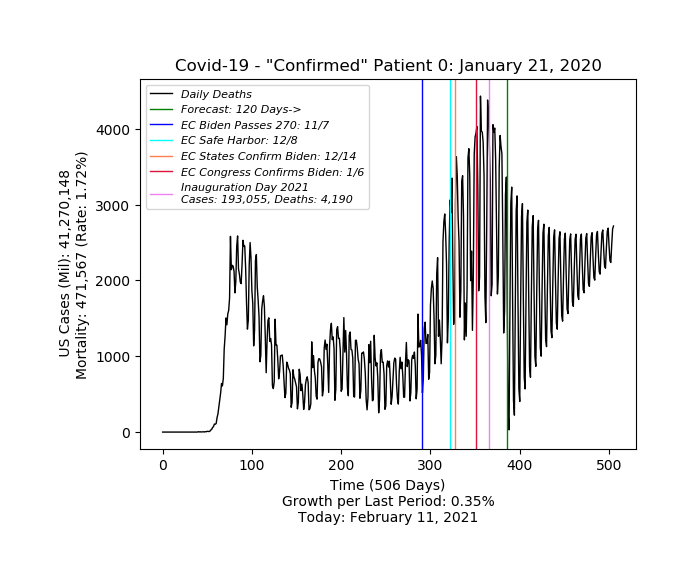 Covid-19 - "Confirmed" Patient 0: January 21, 2020
Daily Deaths
Forecast: 120 Days->
EC Biden Passes 270: 11/7
EC Safe Harbor: 12/8
EC States Confirm Biden: 12/14
EC Congress Confirms Biden: 1/6
Inauguration Day 2021
Cases: 193,055, Deaths: 4,190
US Cases (Mil): 41,270,148
Mortality: 471,567 (Rate: 1.72%)
4000
3000
2000
1000
0
0 100 200 300 400 500
Time (506 Days)
Growth per Last Period: 0.35%
Today: February 11, 2021